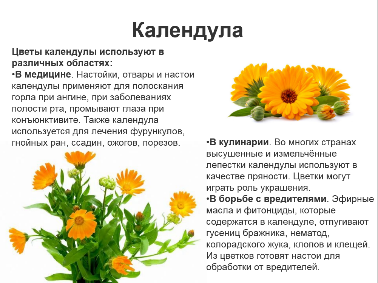 Календула
Цветы календулы используют в
различных областях:
•В медицине. Настойки, отвары и настои
календулы применяют для полоскания
горла при ангине, при заболеваниях
полости рта, промывают глаза при
конъюнктивите. Также календула
используется для лечения фурункулов,
гнойных ран, ссадин, ожогов, порезов.
•В кулинарии. Во многих странах
высушенные и измельчённые
лепестки календулы используют в
качестве пряности. Цветки могут
играть роль украшения.
•В борьбе с вредителями. Эфирные
масла и фитонциды, которые
содержатся в календуле, отпугивают
гусениц бражника, нематод,
колорадского жука, клопов и клещей.
Из цветков готовят настои для
обработки от вредителей.